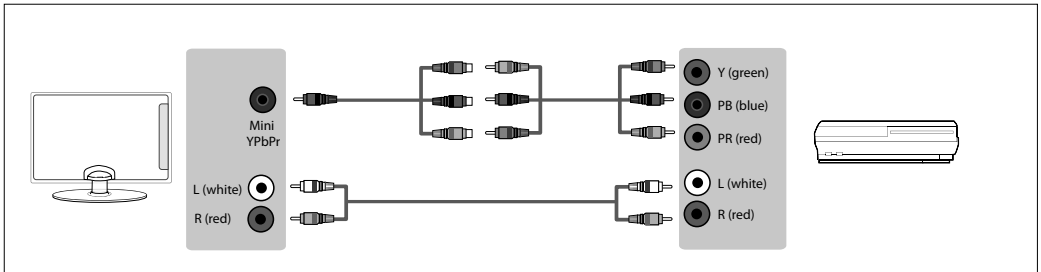 Mini
YPbPr
L (white)
R (red)
Y (green)
PB (blue)
PR (red)
L (white)
R (red)